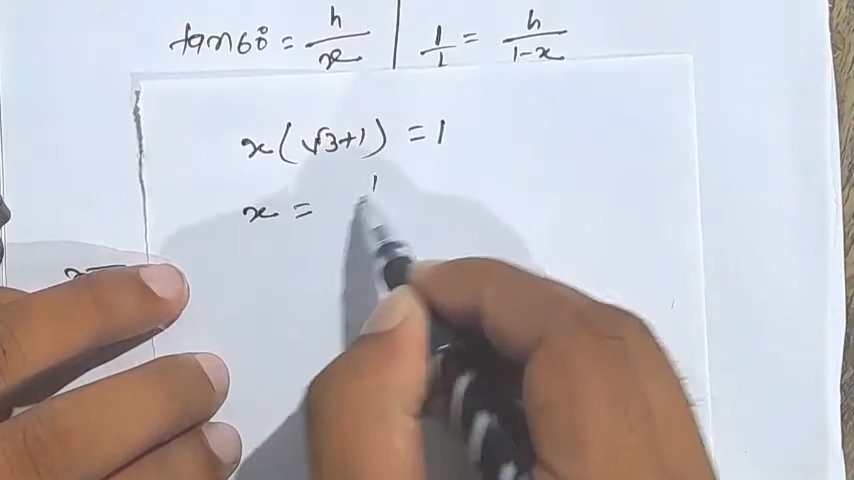 tan60° = h/x | 1/1 = h/1-x
x(√3+1) = 1
x = 1